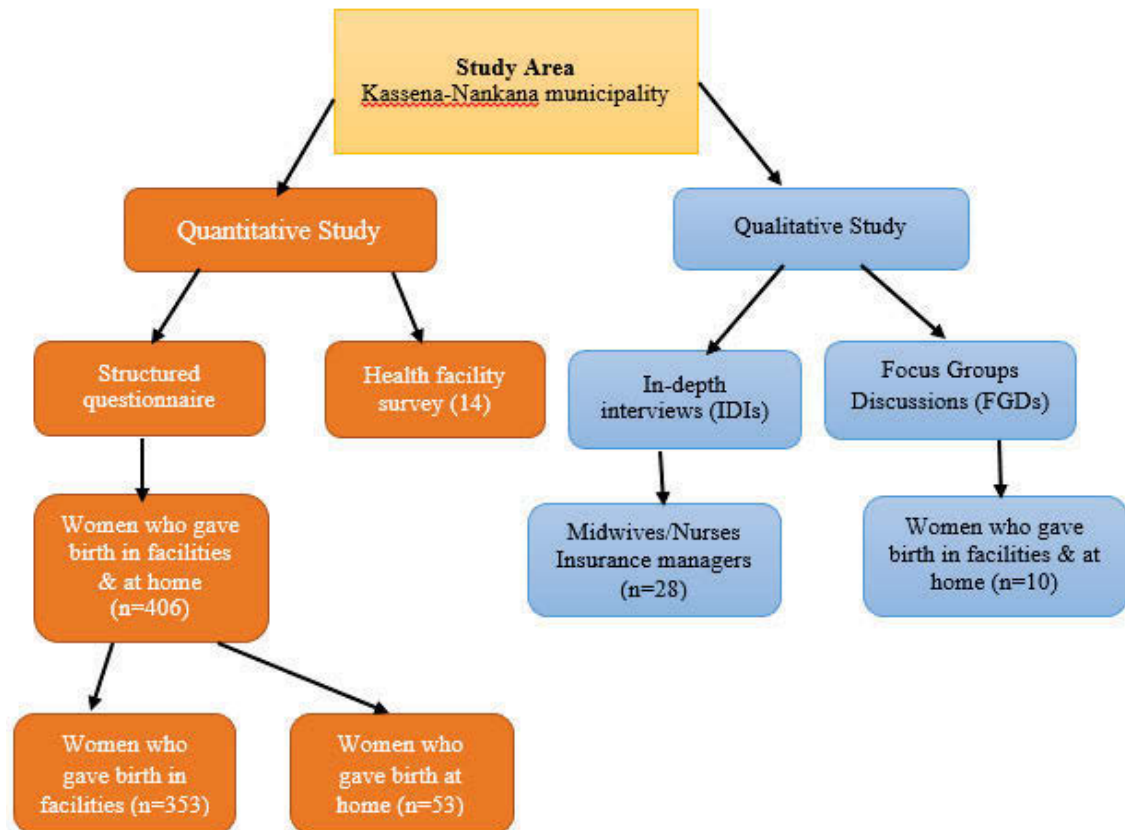 Study Area
Kassena-Nankana municipality
Quantitative Study
Qualitative Study
Structured
questionnaire
Health facility
survey (14)
In-depth
interviews (IDIs)
Focus Groups
Discussions (FGDs)
Women who gave
birth in facilities
& at home
(n=406)
Midwives/Nurses
Insurance managers
(n=28)
Women who gave
birth in facilities & at
home (n=10)
Women who
gave birth in
facilities (n=353)
Women who
gave birth at
home (n=53)